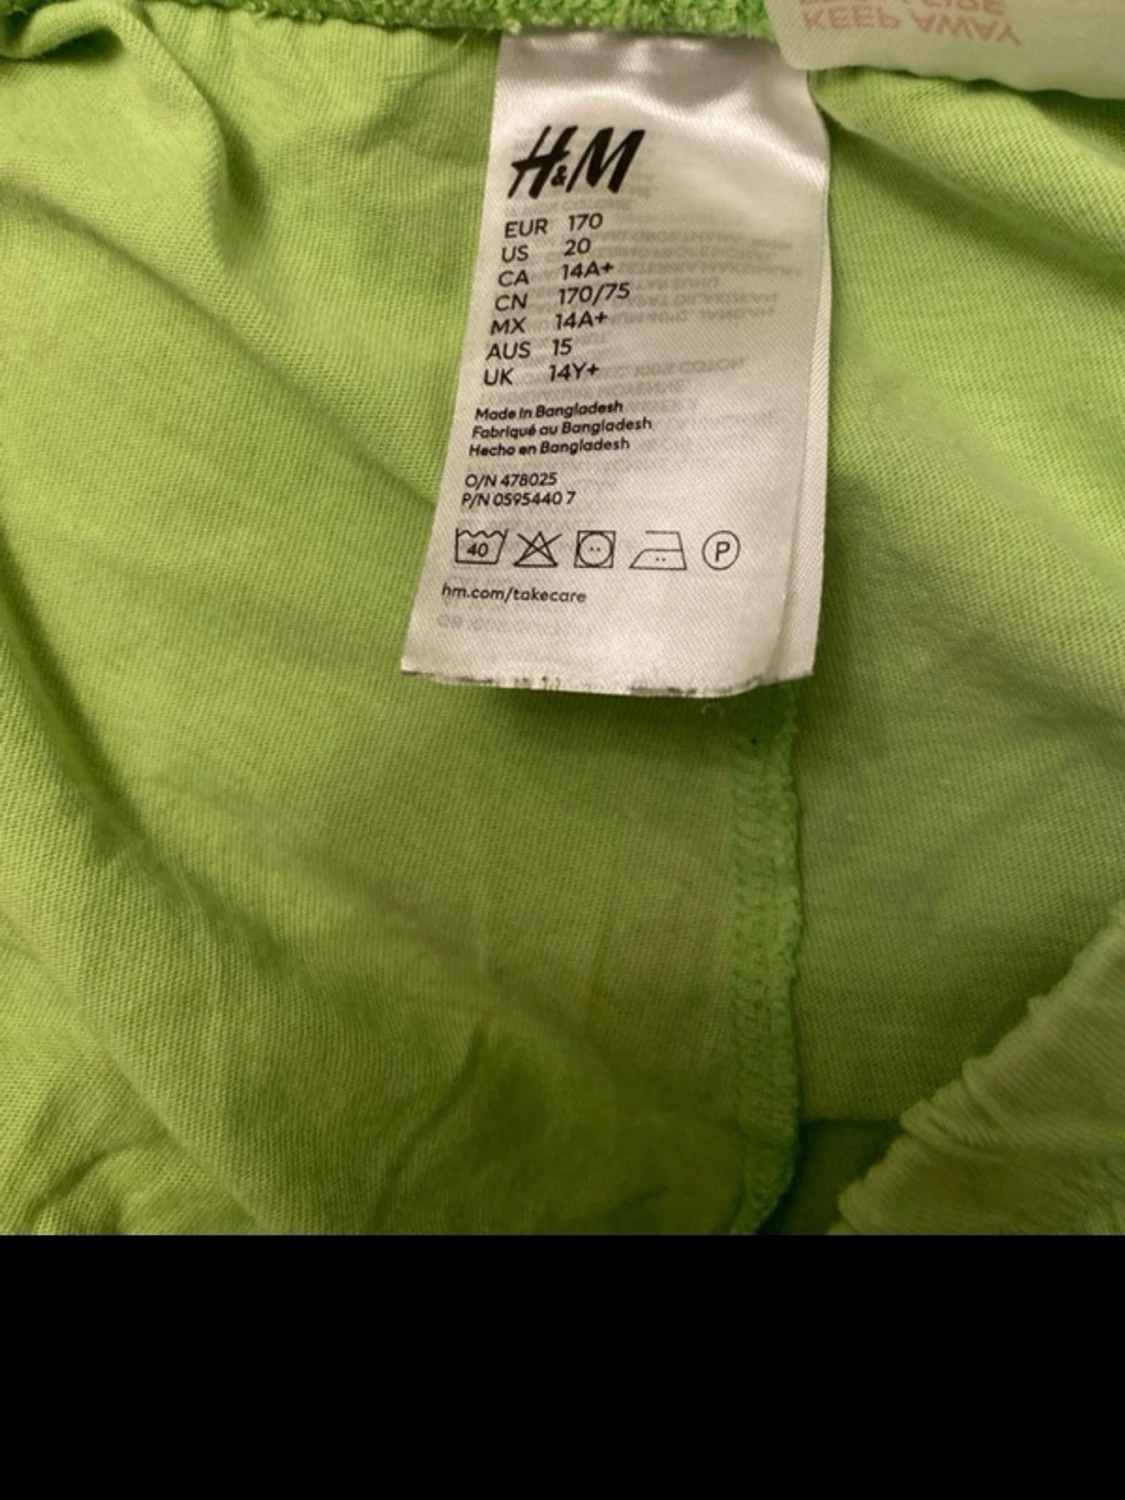 KEEP AWAY
H&M
EUR 170
US 20
CA 14A+
CN 170/75
MX 14A+
AUS 15
UK 14Y+
Made in Bangladesh
Fabriqué au Bangladesh
Hecho en Bangladesh
O/N 478025
P/N 0595440 7
40 P
hm.com/takecare